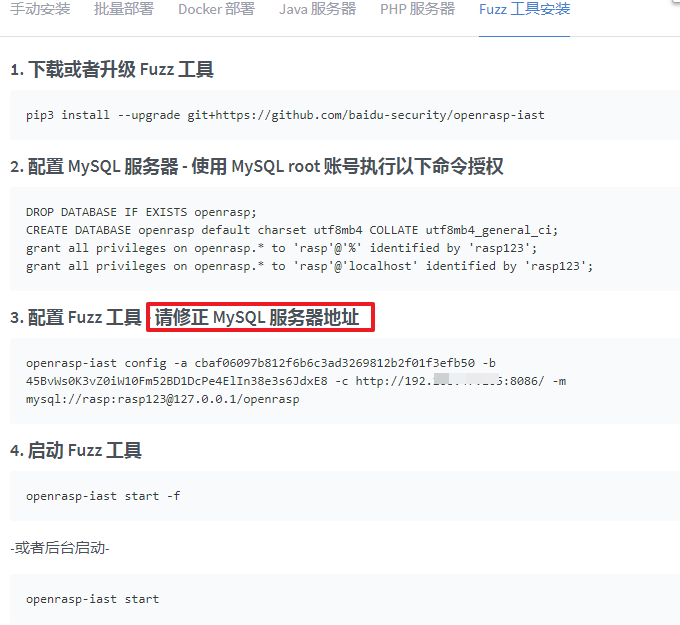 手动安装 批量部署 Docker 部署 Java 服务器 PHP 服务器 Fuzz 工具安装
1. 下载或者升级 Fuzz 工具
pip3 install --upgrade git+https://github.com/baidu-security/openrasp-iast
2. 配置 MySQL 服务器 - 使用 MySQL root 账号执行以下命令授权
DROP DATABASE IF EXISTS openrasp;
CREATE DATABASE openrasp default charset utf8mb4 COLLATE utf8mb4_general_ci;
grant all privileges on openrasp.* to 'rasp'@'%' identified by 'rasp123';
grant all privileges on openrasp.* to 'rasp'@'localhost' identified by 'rasp123';
3. 配置 Fuzz 工具 - 请修正 MySQL 服务器地址
openrasp-iast config -a cbaf06097b812f6b6c3ad3269812b2f01f3efb50 -b
45BvWs0K3vZ0iW10Fm52BD1DcPe4ElIn38e3s6JdxE8 -c http://192. :8086/ -m
mysql://rasp:rasp123@127.0.0.1/openrasp
4. 启动 Fuzz 工具
openrasp-iast start -f
-或者后台启动-
openrasp-iast start